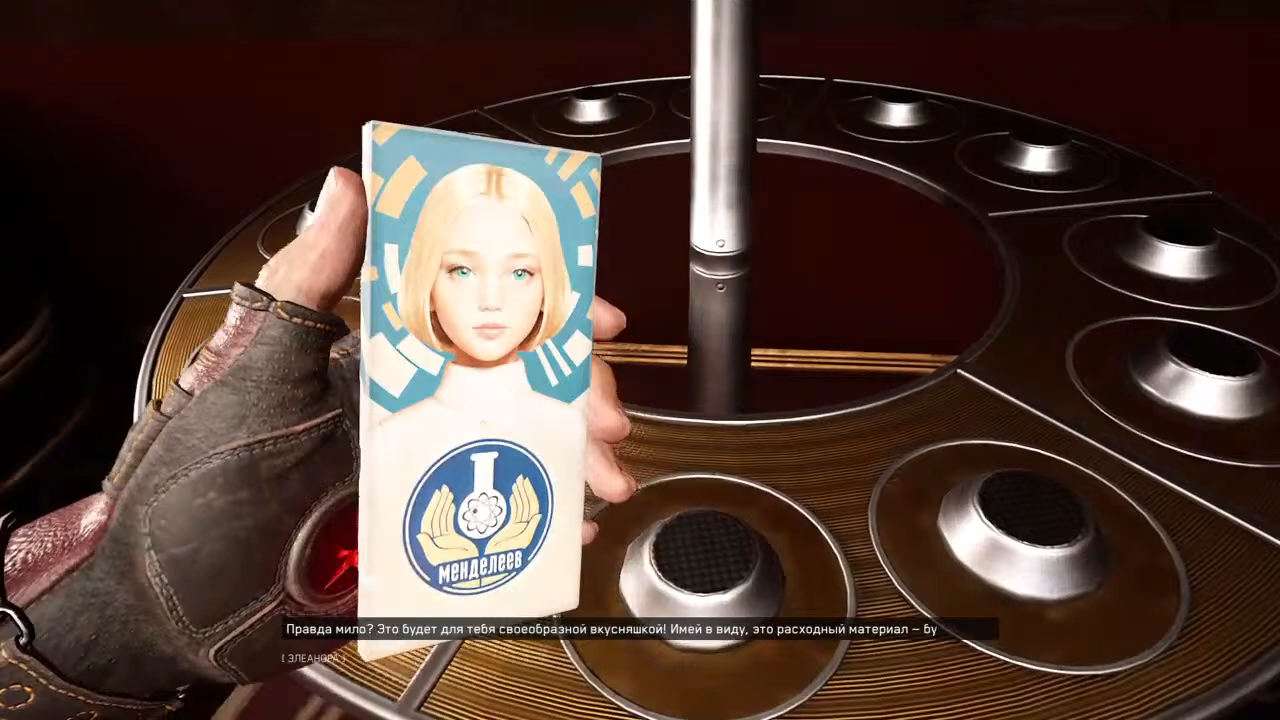 менделеев
Правда мило? Это будет для тебя своеобразной вкусняшкой! Имей в виду, это расходный материал — бу
[ ЭЛЕАНОРА ]